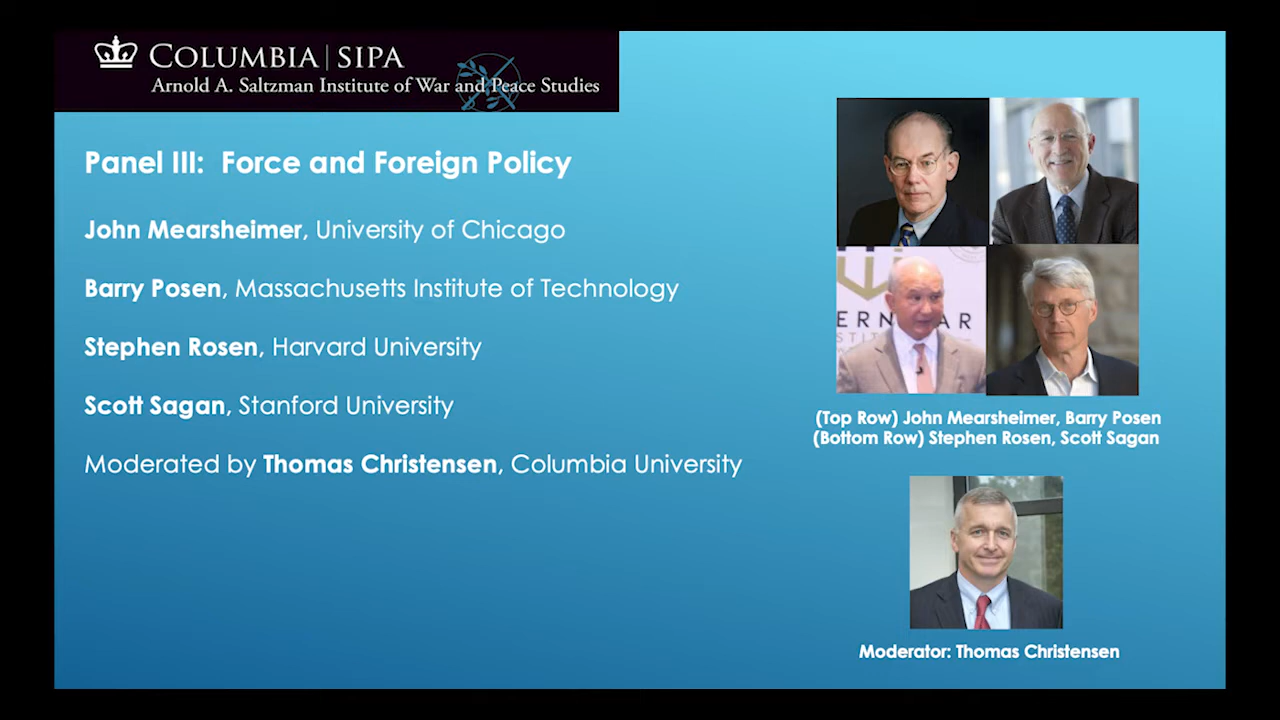 COLUMBIA | SIPA
Arnold A. Saltzman Institute of War and Peace Studies
Panel III: Force and Foreign Policy
John Mearsheimer, University of Chicago
Barry Posen, Massachusetts Institute of Technology
Stephen Rosen, Harvard University
Scott Sagan, Stanford University
Moderated by Thomas Christensen, Columbia University
ERN AR
(Top Row) John Mearsheimer, Barry Posen
(Bottom Row) Stephen Rosen, Scott Sagan
Moderator: Thomas Christensen